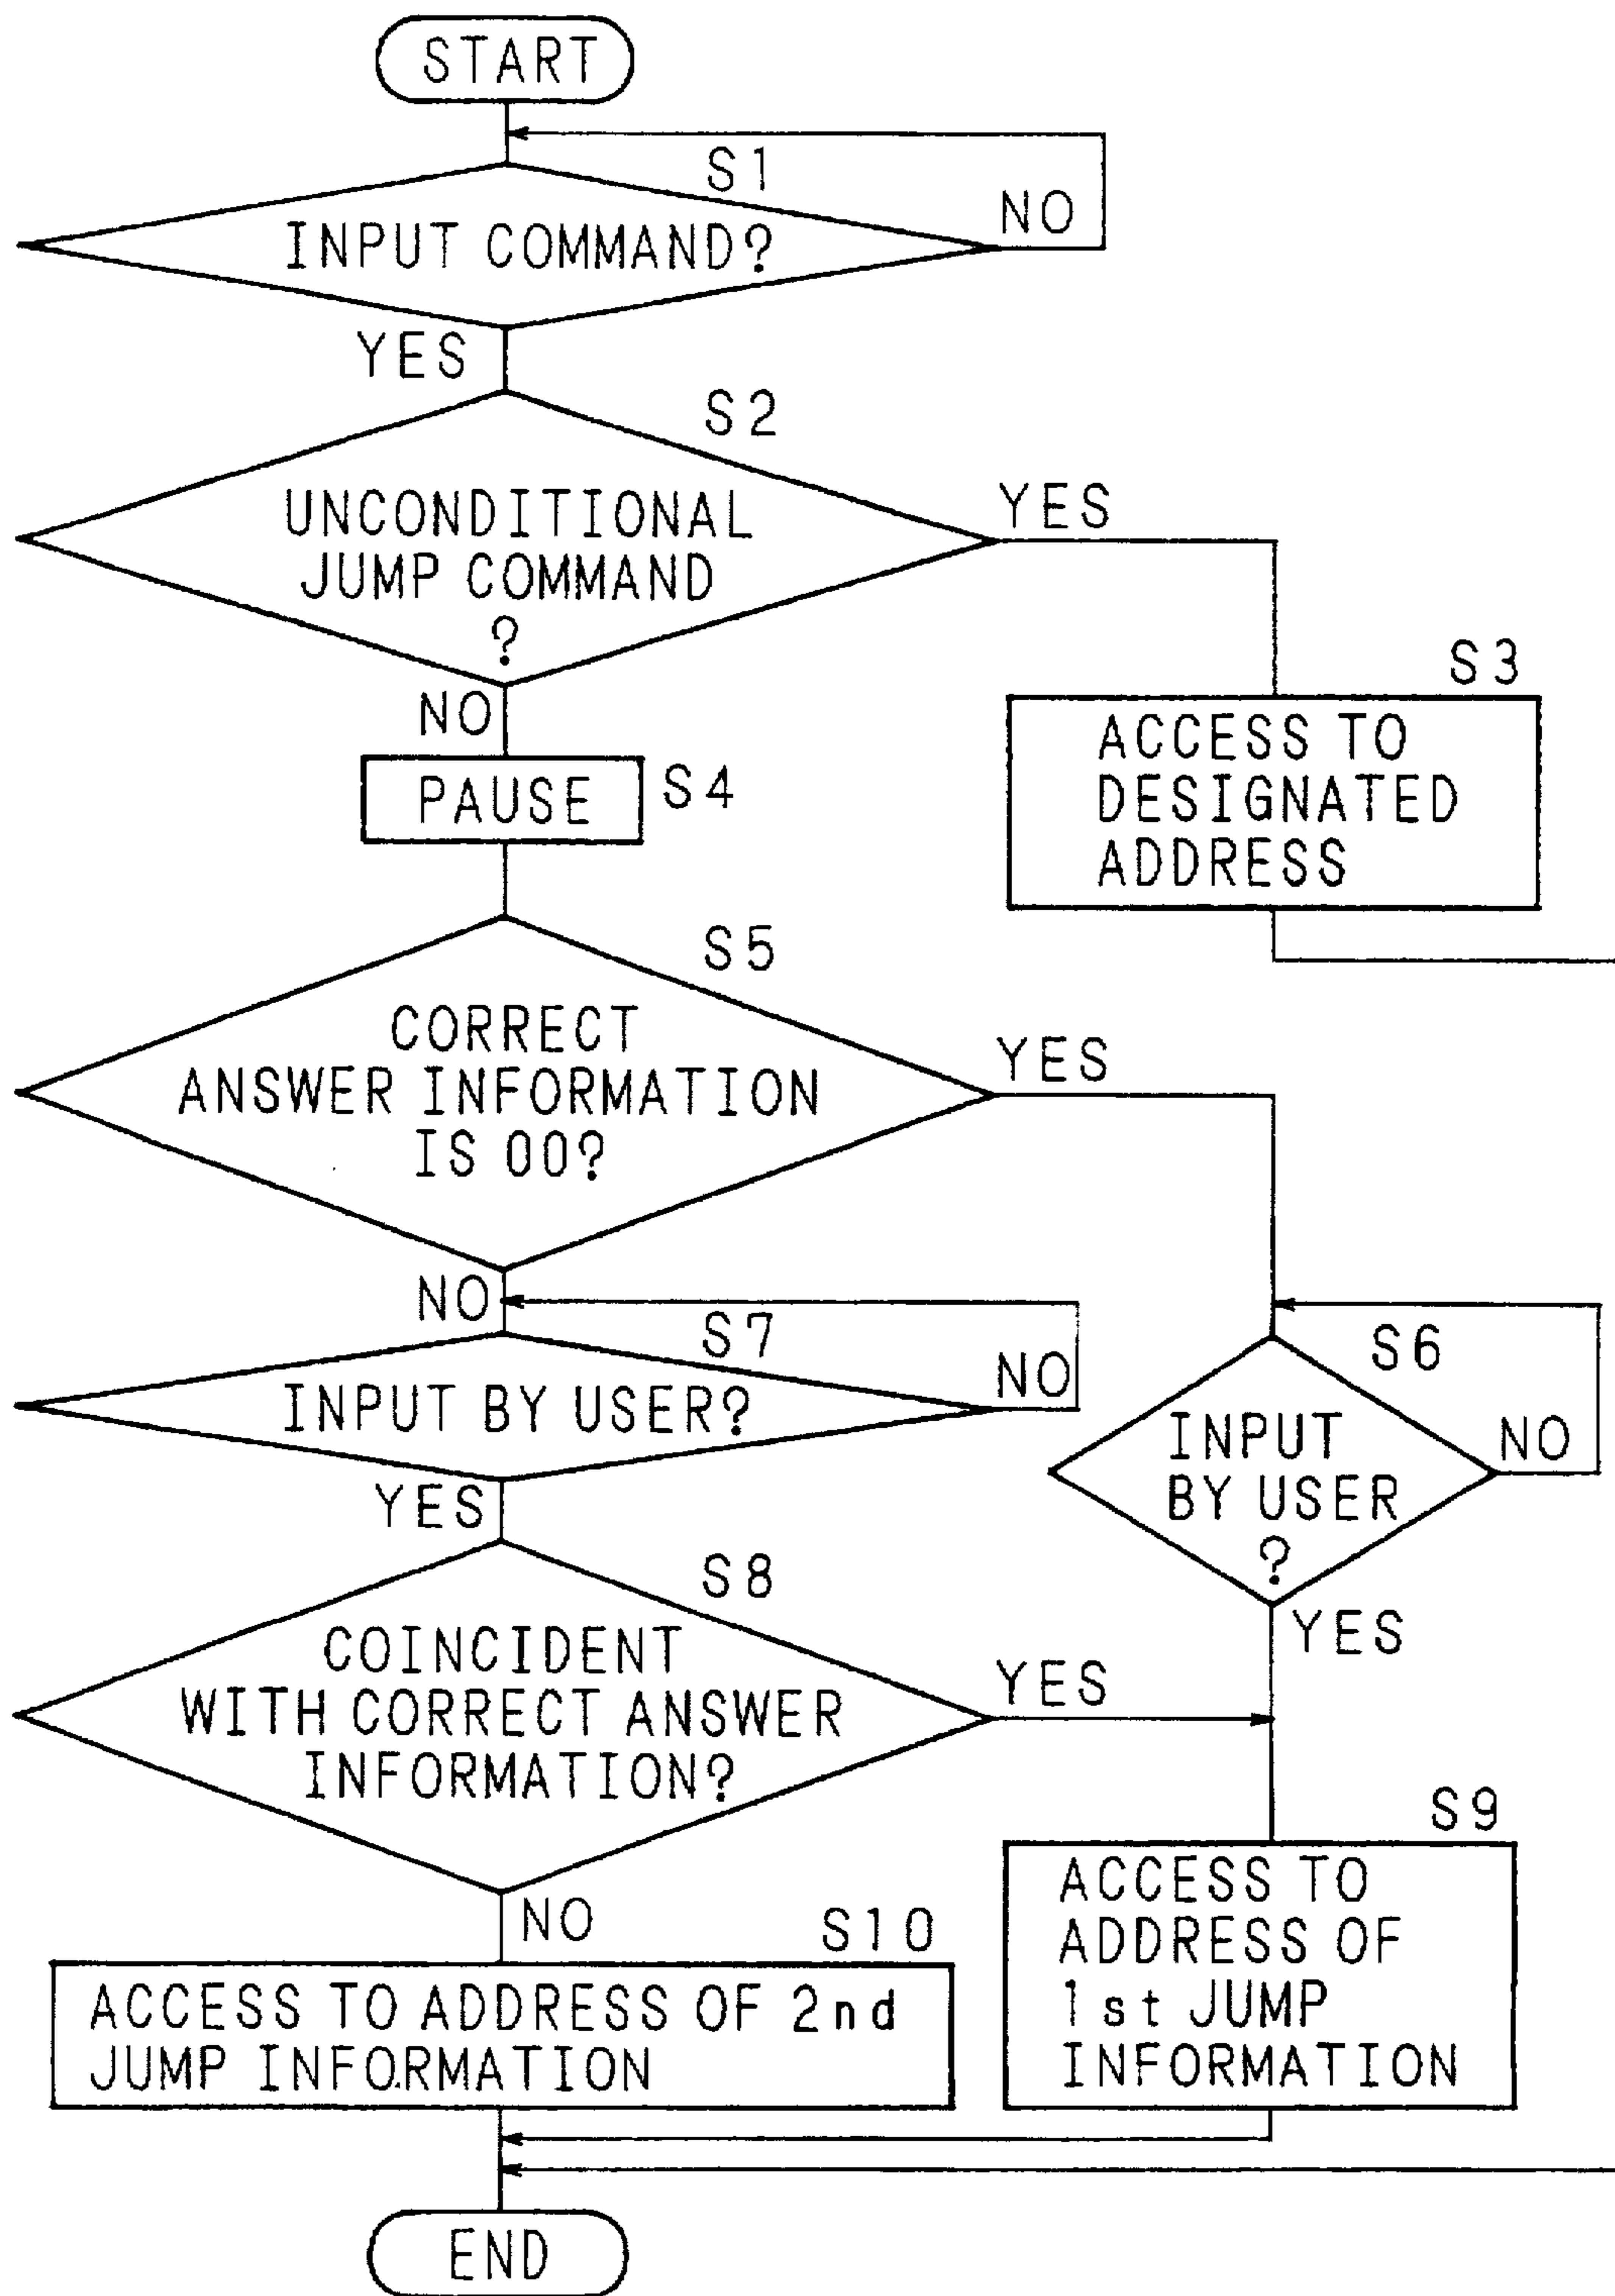 START
S1
NO
INPUT COMMAND?
YES
S2
UNCONDITIONAL
JUMP COMMAND
?
YES
NO
S3
ACCESS TO
DESIGNATED
ADDRESS
PAUSE
S4
S5
CORRECT
ANSWER INFORMATION
IS 00?
YES
NO
S7
INPUT BY USER?
NO
YES
S6
INPUT
BY USER
?
NO
YES
S8
COINCIDENT
WITH CORRECT ANSWER
INFORMATION?
YES
NO
S9
ACCESS TO
ADDRESS OF
1st JUMP
INFORMATION
S10
ACCESS TO ADDRESS OF 2nd
JUMP INFORMATION
END